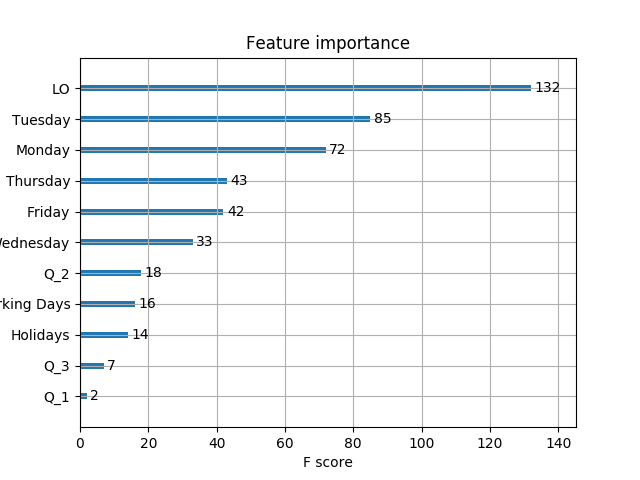 Feature importance
LO 132
Tuesday 85
Monday 72
Thursday 43
Friday 42
ednesday 33
Q_2 18
rking Days 16
Holidays 14
Q_3 7
Q_1 2
0 20 40 60 80 100 120 140
F score